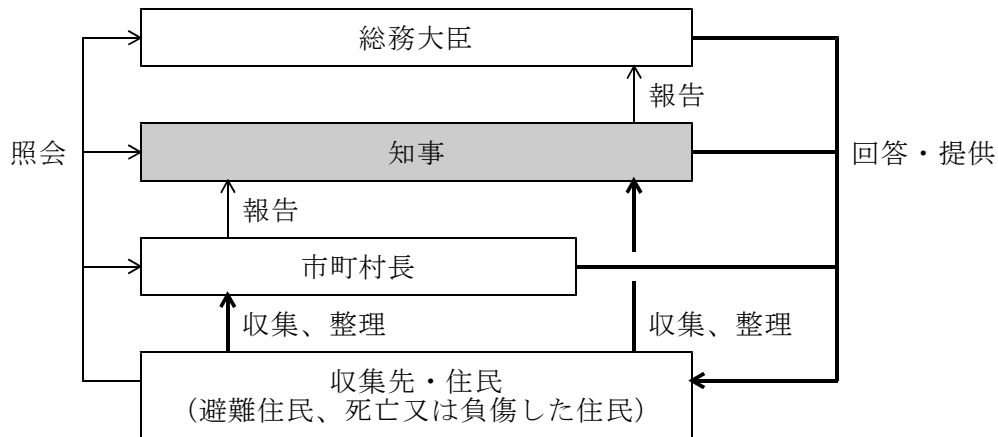 総務大臣
報告
照会
知事
回答・提供
報告
市町村長
収集、整理
収集、整理
収集先・住民
（避難住民、死亡又は負傷した住民）